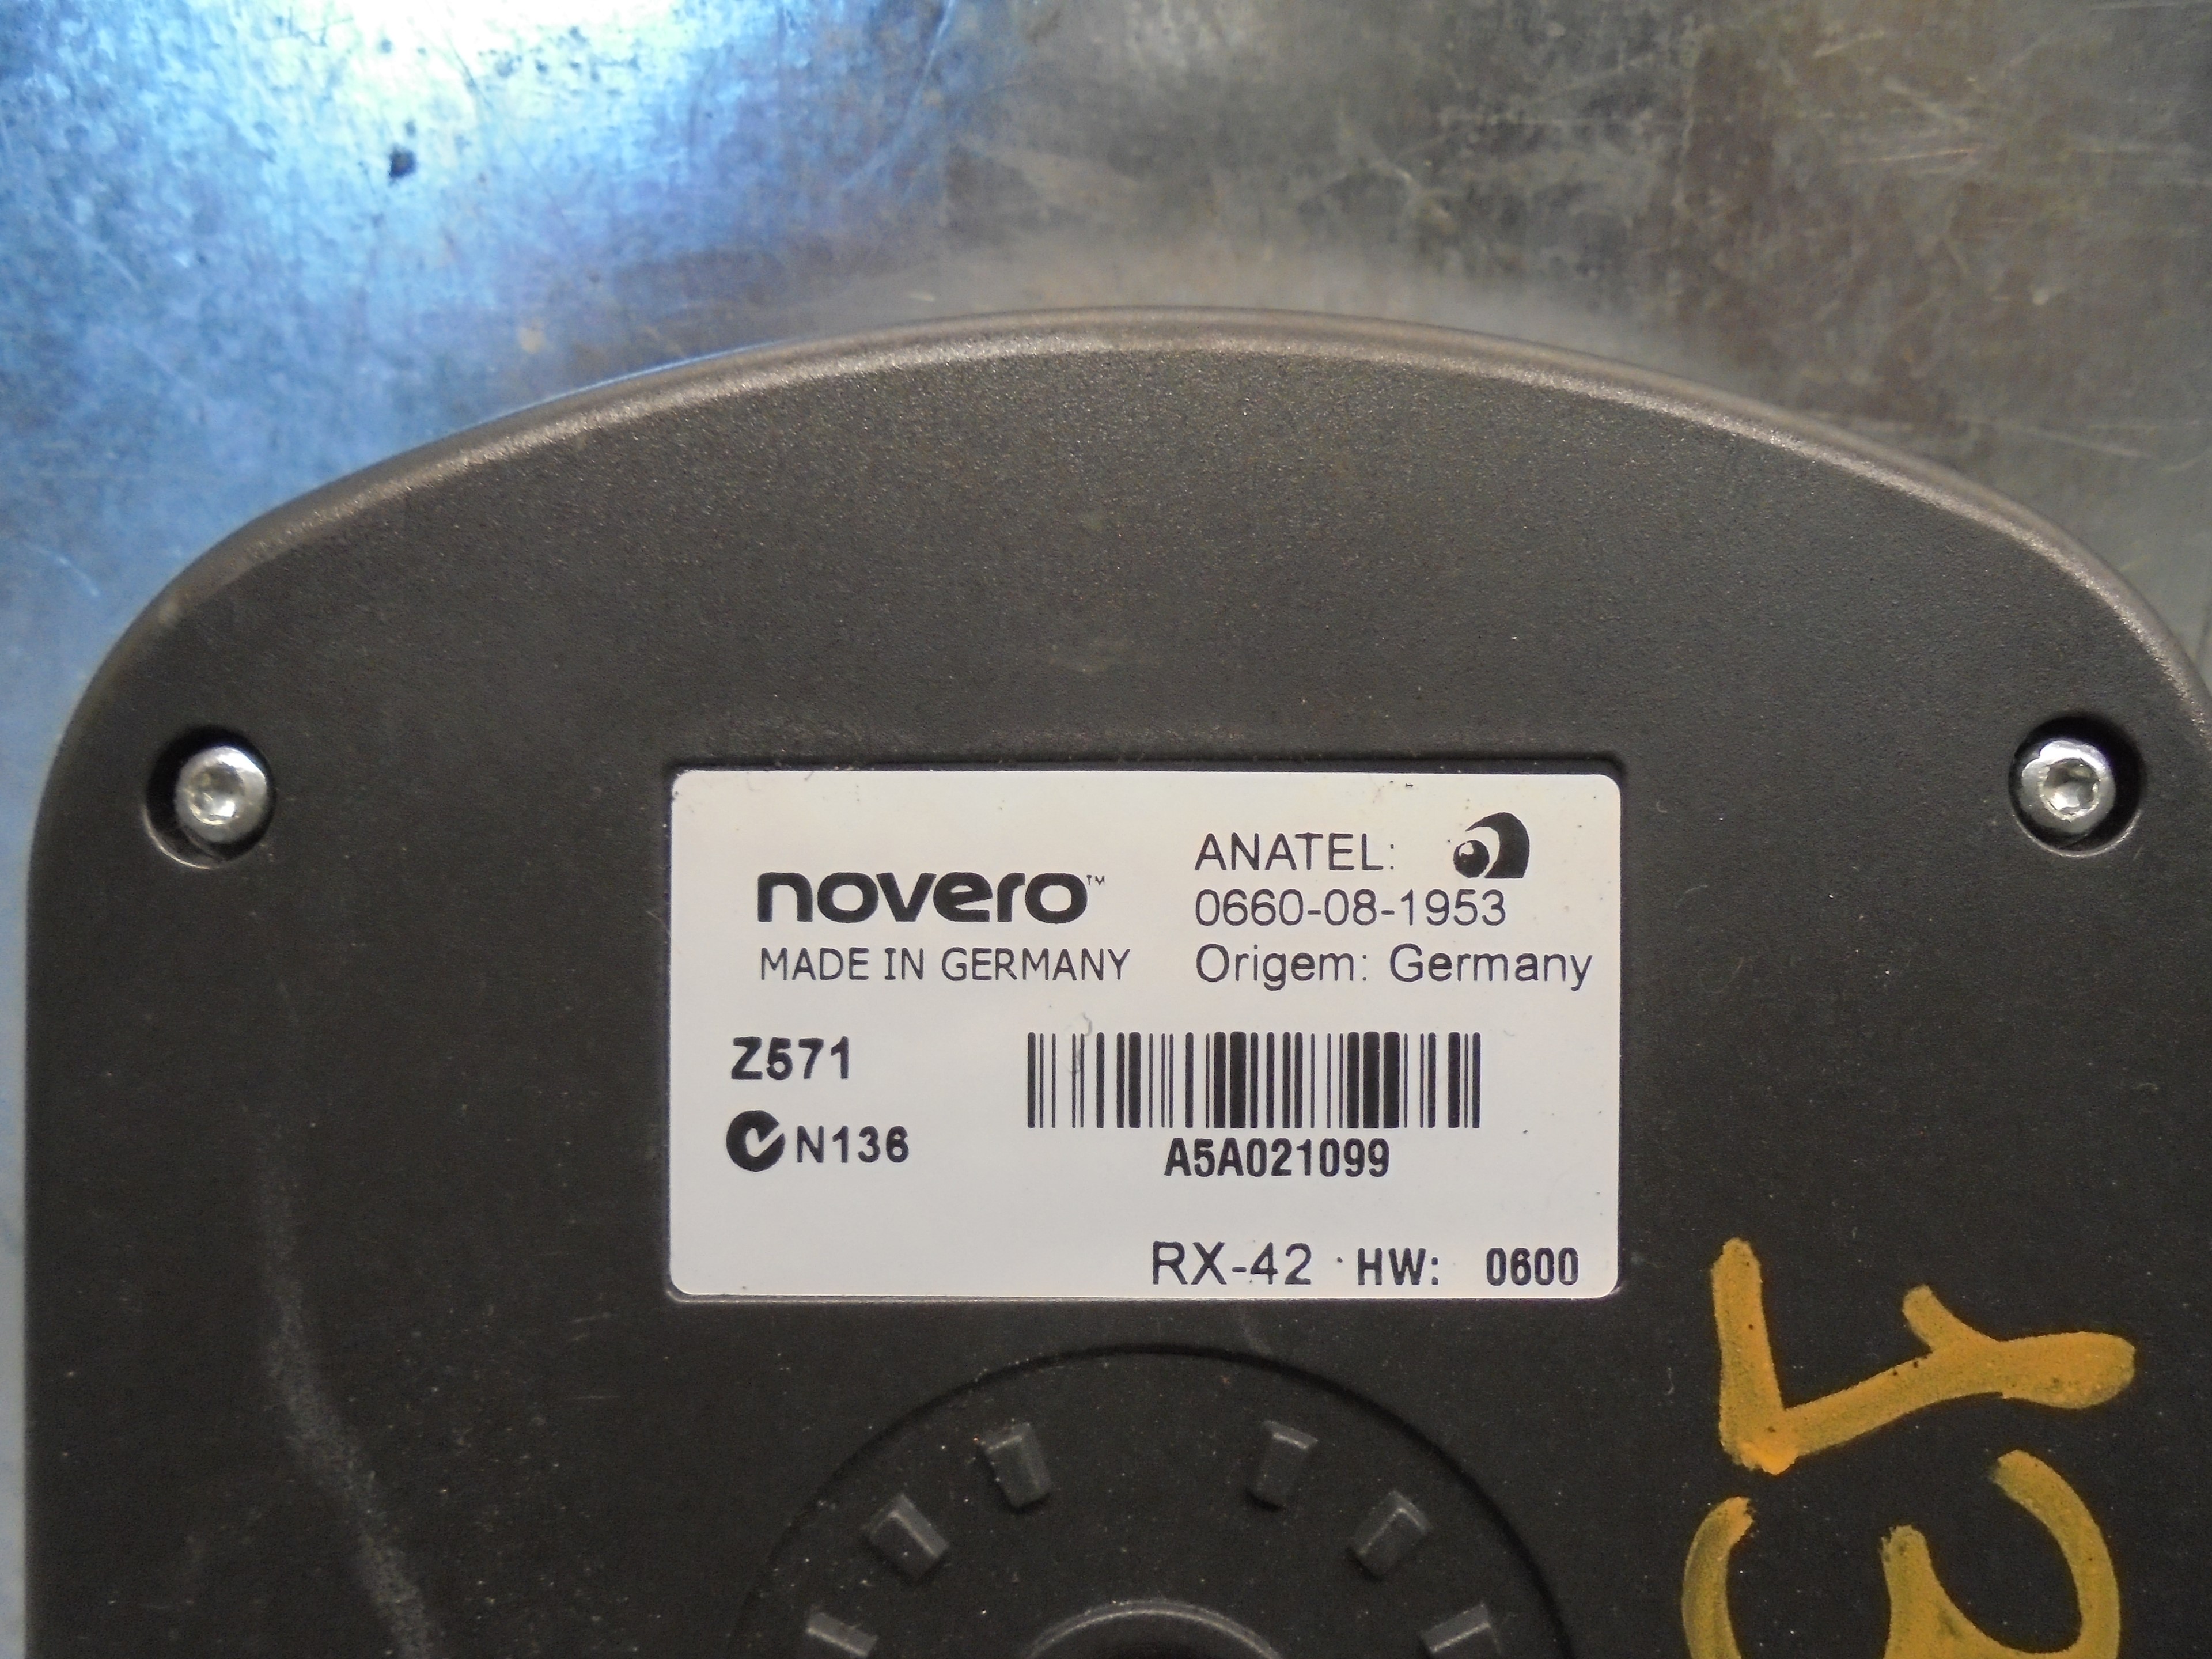 novero™
MADE IN GERMANY
ANATEL:
0660-08-1953
Origem: Germany
Z571
N136
A5A021099
RX-42 HW: 0600